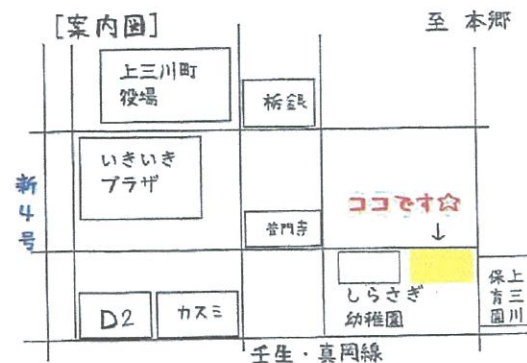 [案内図]
至 本郷
上三川町
役場
栃銀
いきいき
プラザ
新4号
普門寺
ココです☆
↓
しらさぎ
幼稚園
上三川
保育園
D2
カスミ
壬生・真岡線